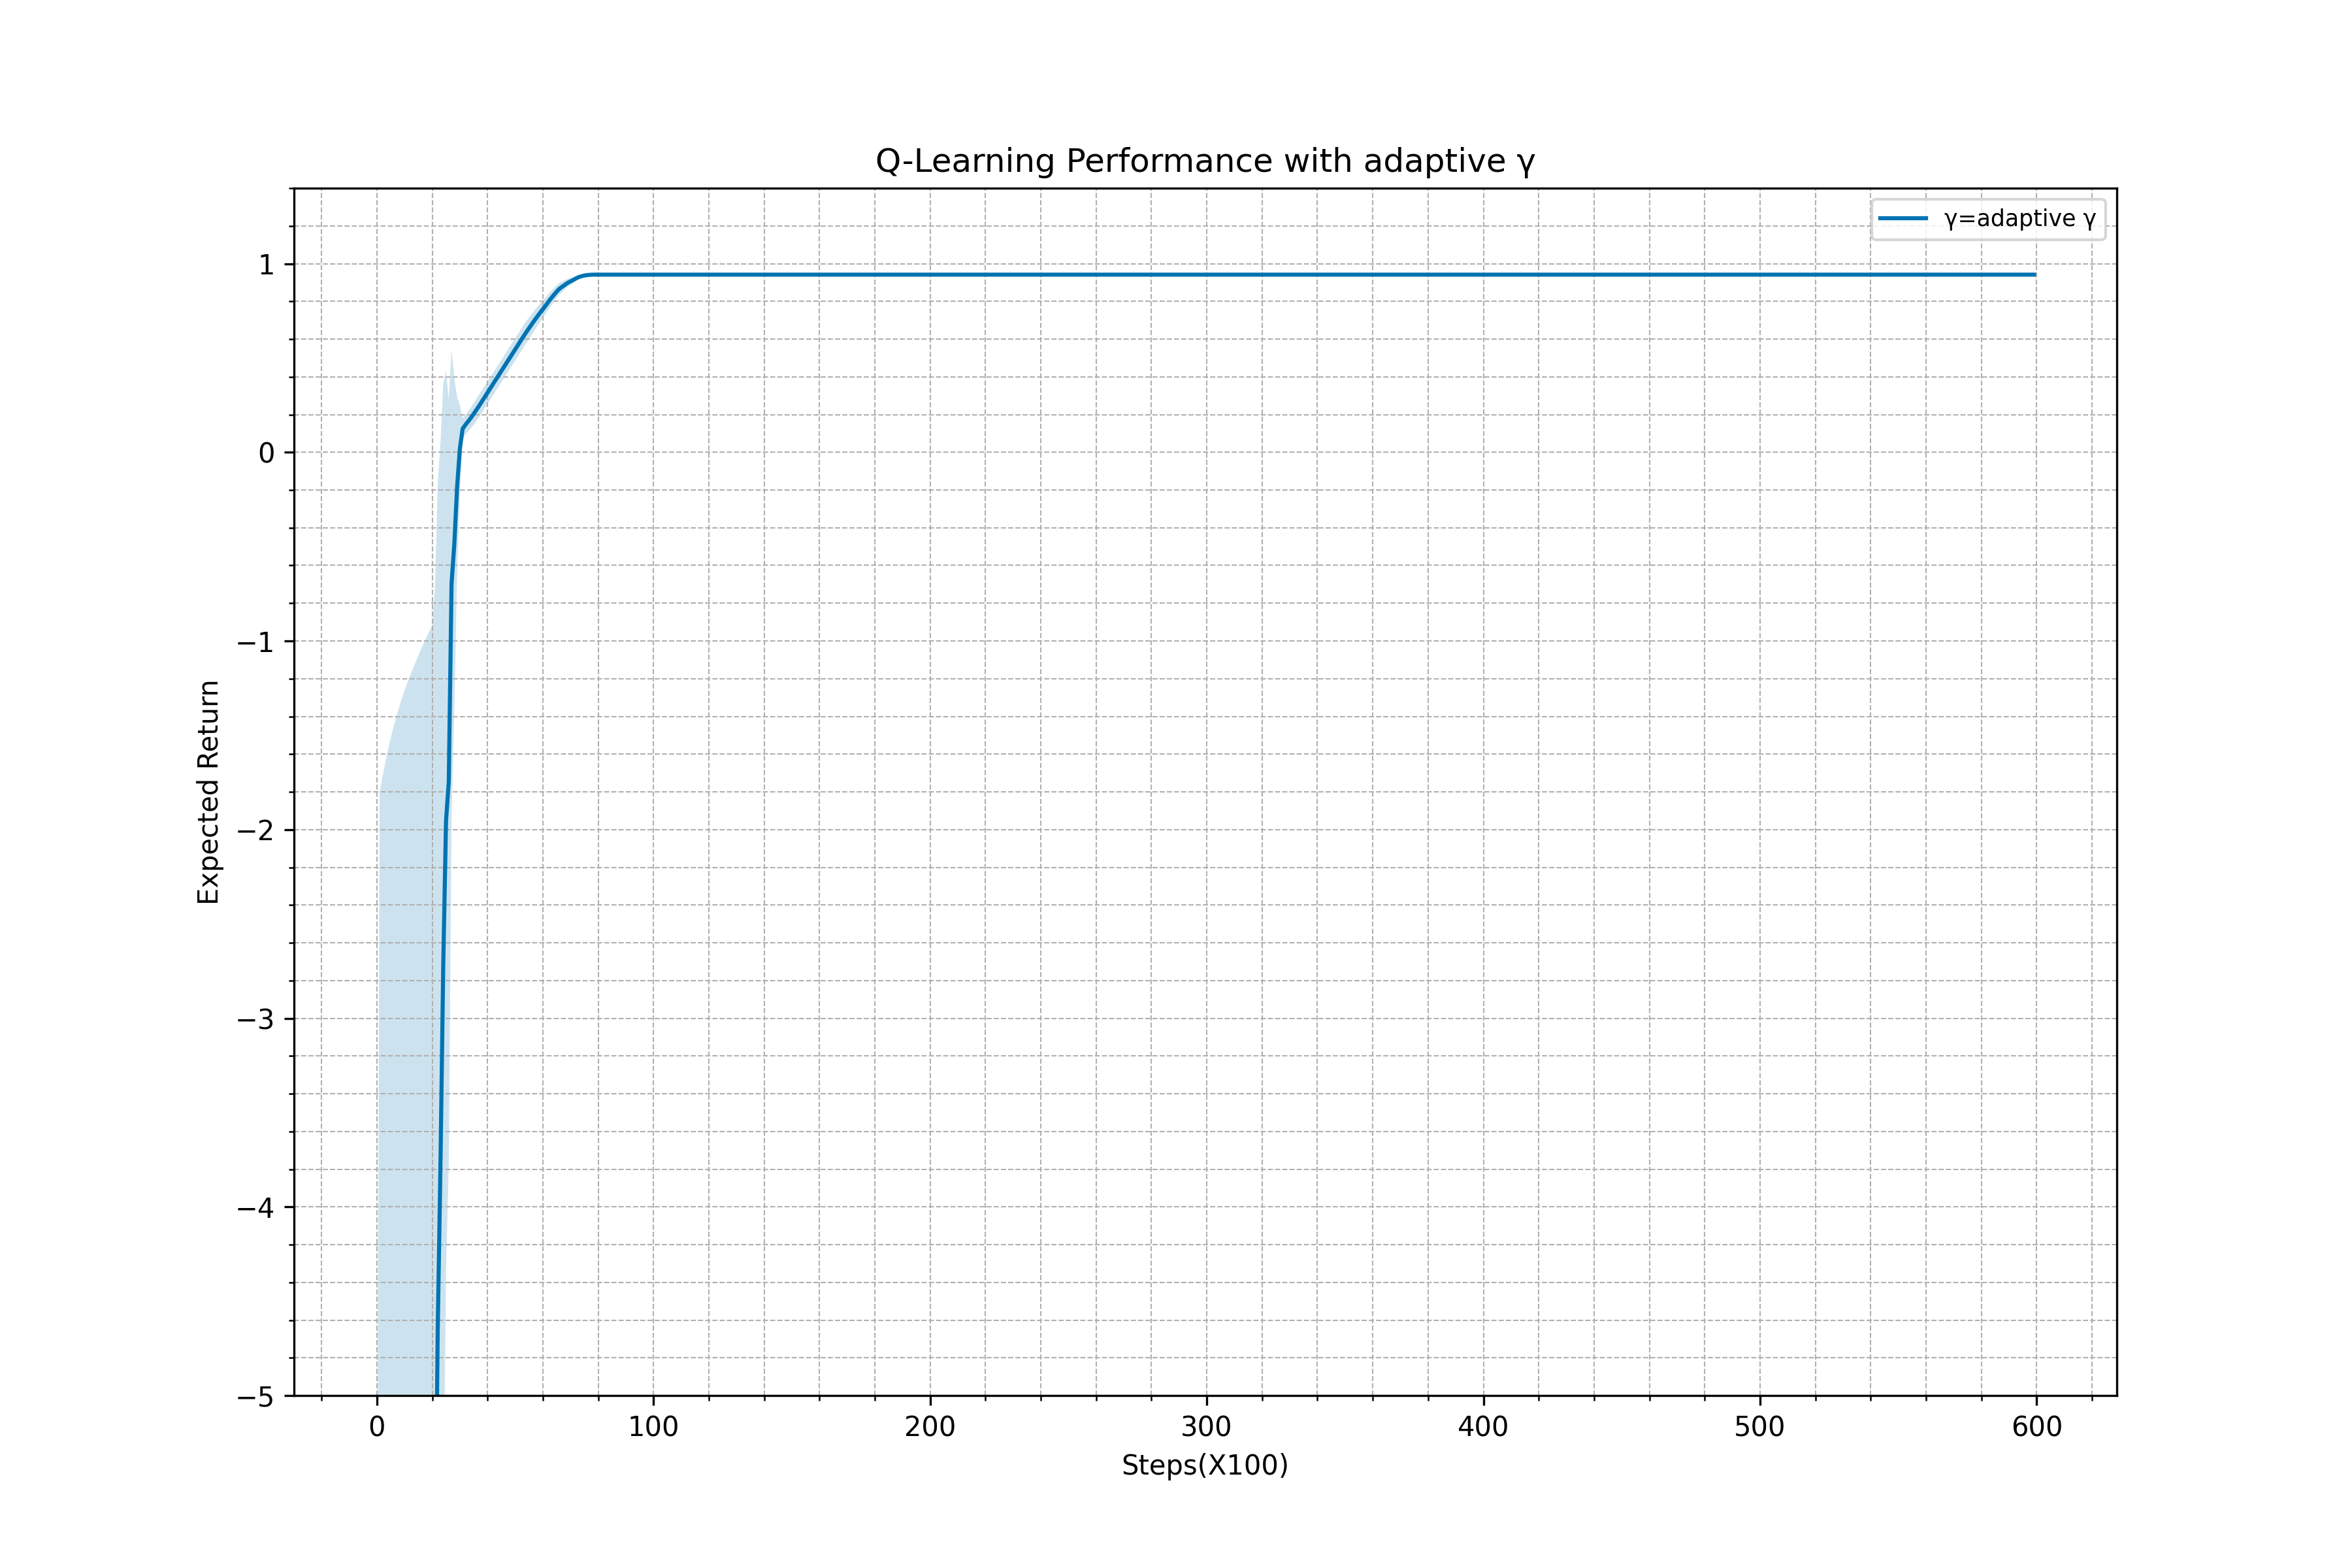 Q-Learning Performance with adaptive γ
γ=adaptive γ
1
0
−1
−2
−3
−4
−5
Expected Return
0 100 200 300 400 500 600
Steps(X100)